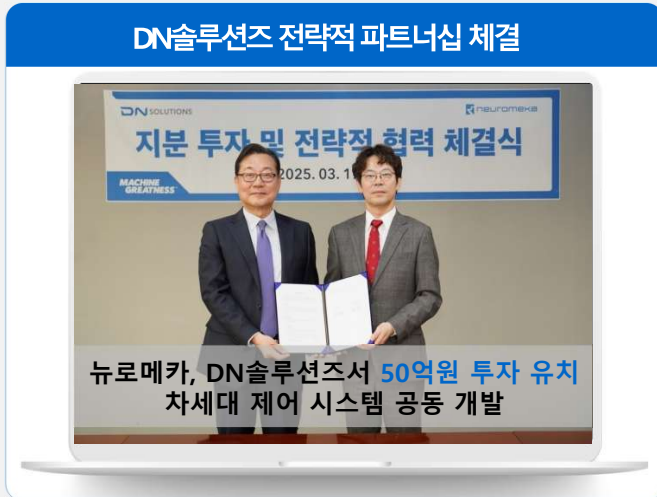 DN솔루션즈 전략적 파트너십 체결
DN SOLUTIONS
neuromeka
지분 투자 및 전략적 협력 체결식
2025. 03.
MACHINE
GREATNESS
뉴로메카, DN솔루션즈서 50억원 투자 유치
차세대 제어 시스템 공동 개발